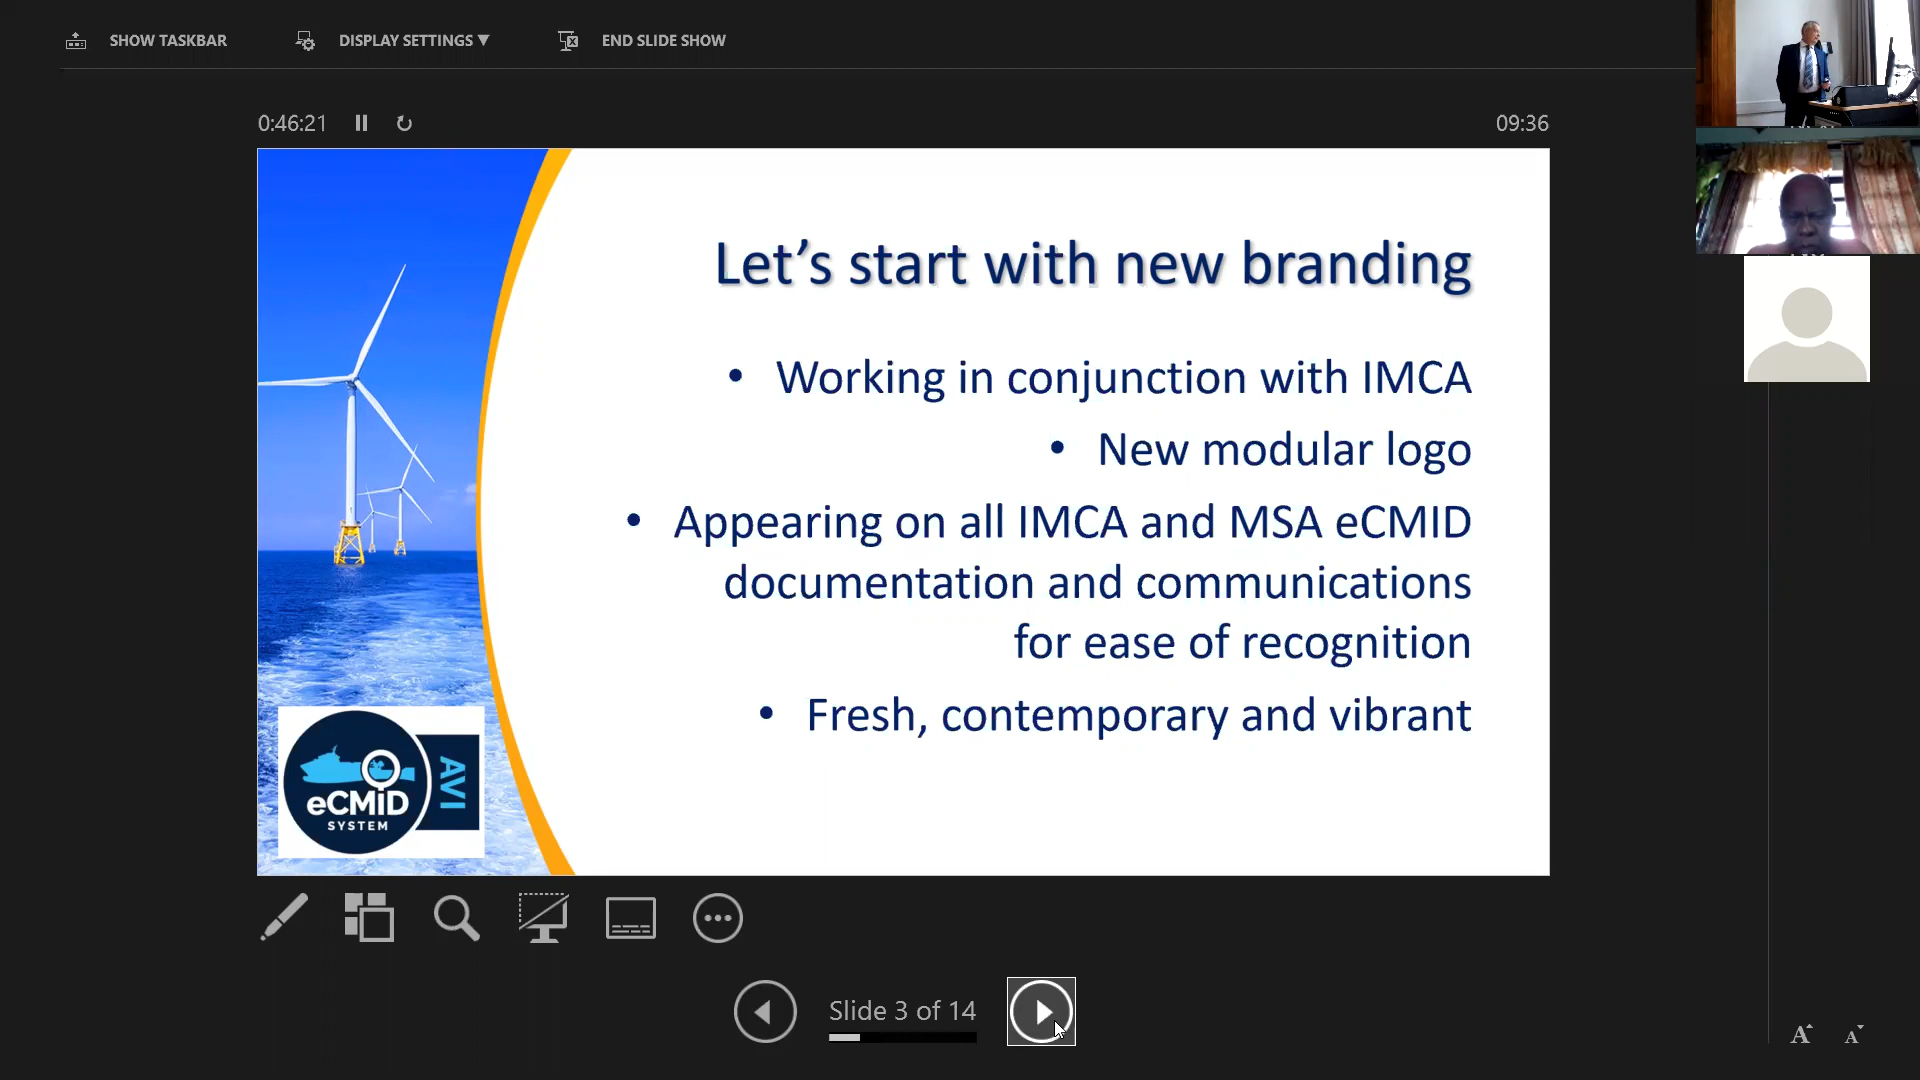 SHOW TASKBAR
DISPLAY SETTINGS ▼
END SLIDE SHOW
0:46:21
09:36
Let’s start with new branding
• Working in conjunction with IMCA
• New modular logo
• Appearing on all IMCA and MSA eCMID
documentation and communications
for ease of recognition
• Fresh, contemporary and vibrant
eCMID
SYSTEM
AVI
Slide 3 of 14
A A